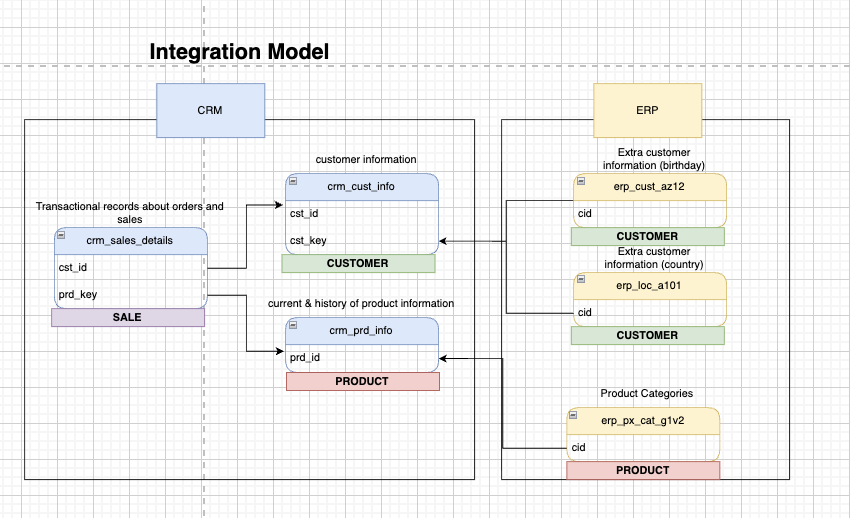 Integration Model
CRM
customer information
crm_cust_info
cst_id
cst_key
CUSTOMER
Transactional records about orders and
sales
crm_sales_details
cst_id
prd_key
SALE
current & history of product information
crm_prd_info
prd_id
PRODUCT
ERP
Extra customer
information (birthday)
erp_cust_az12
cid
CUSTOMER
Extra customer
information (country)
erp_loc_a101
cid
CUSTOMER
Product Categories
erp_px_cat_g1v2
cid
PRODUCT